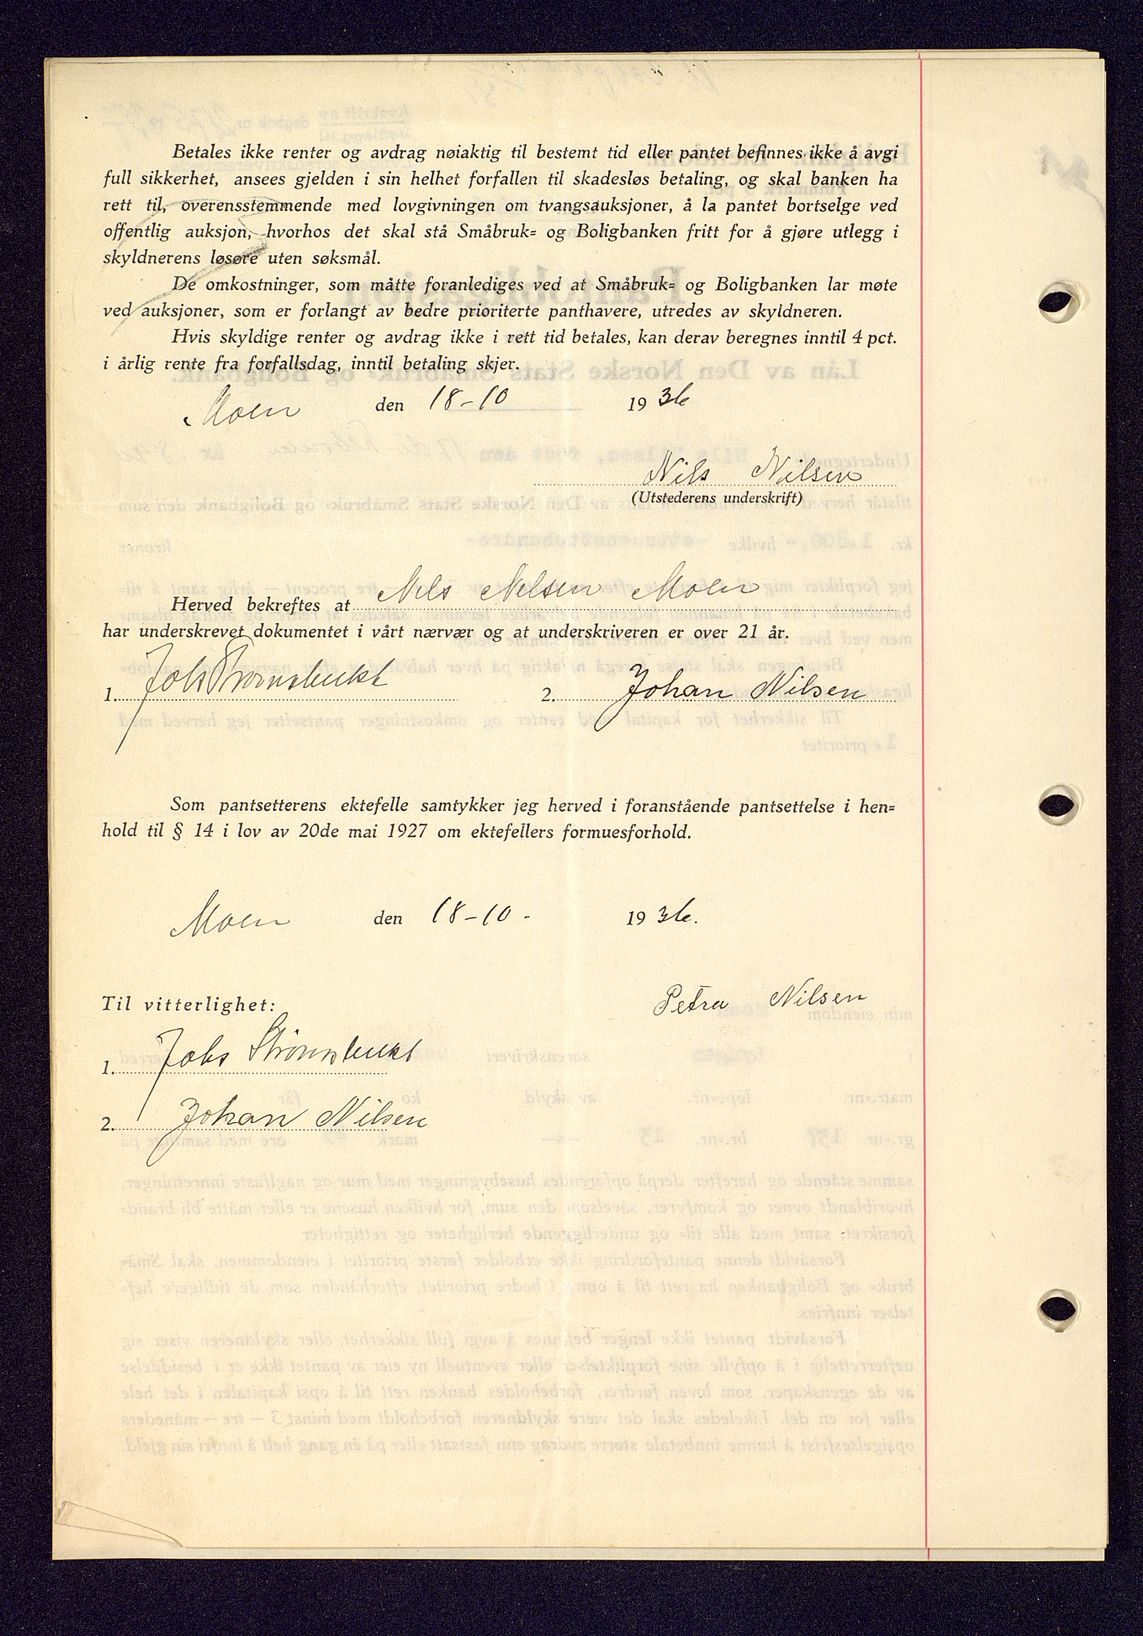 Betales ikke renter og avdrag nøiaktig til bestemt tid eller pantet befinnes ikke å avgi
full sikkerhet, ansees gjelden i sin helhet forfallen til skadesløs betaling, og skal banken ha
rett til, overensstemmende med lovgivningen om tvangsauksjoner, å la pantet bortselge ved
offentlig auksjon, hvorhos det skal stå Småbruk= og Boligbanken fritt for å gjøre utlegg i
skyldnerens løsøre uten søksmål.
De omkostninger, som måtte foranlediges ved at Småbruk= og Boligbanken lar møte
ved auksjoner, som er forlangt av bedre prioriterte panthavere, utredes av skyldneren.
Hvis skyldige renter og avdrag ikke i rett tid betales, kan derav beregnes inntil 4 pct.
i årlig rente fra forfallsdag, inntil betaling skjer.
Moen den 18-10 1936
Nils Nilsen
(Utstederens underskrift)
Herved bekreftes at Nils Nilsen Moen
har underskrevet dokumentet i vårt nærvær og at underskriveren er over 21 år.
1. Johs Strømsbukt 2. Johan Nilsen
Som pantsetterens ektefelle samtykker jeg herved i foranstående pantsettelse i hen=
hold til § 14 i lov av 20de mai 1927 om ektefellers formuesforhold.
Moen den 18-10- 1936.
Til vitterlighet: Petra Nilsen
1. Johs Strømsbukt
2. Johan Nilsen